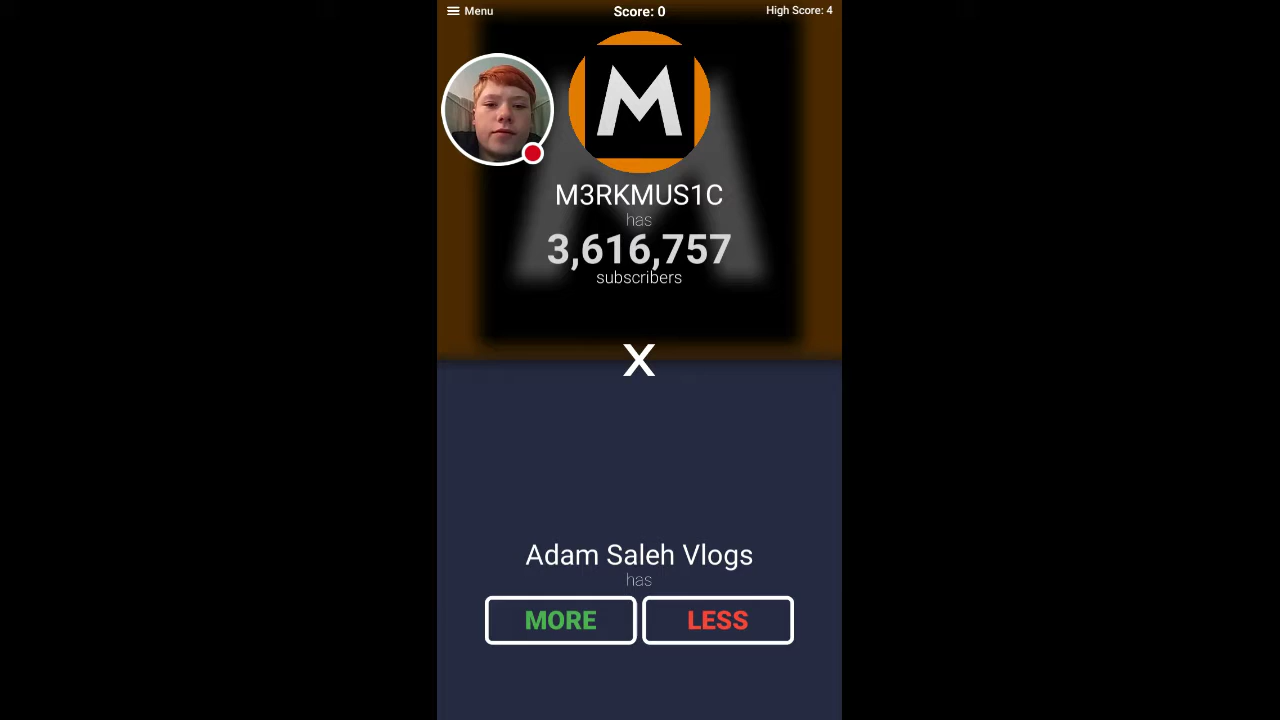 Menu
Score: 0
High Score: 4
M
M3RKMUS1C
has
3,616,757
subscribers
X
Adam Saleh Vlogs
has
MORE
LESS